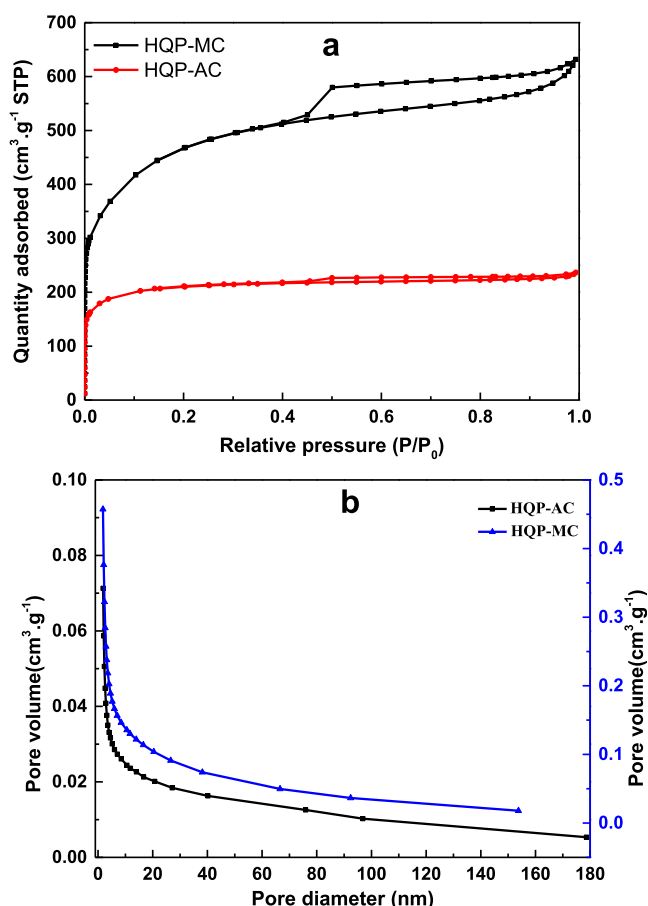 a
HQP-MC
HQP-AC
Quantity adsorbed (cm³.g⁻¹ STP)
700
600
500
400
300
200
100
0
0.0 0.2 0.4 0.6 0.8 1.0
Relative pressure (P/P₀)
b
HQP-AC
HQP-MC
Pore volume(cm³.g⁻¹)
0.10
0.08
0.06
0.04
0.02
0.00
0.5
0.4
0.3
0.2
0.1
0.0
Pore volume(cm³.g⁻¹)
0 20 40 60 80 100 120 140 160 180
Pore diameter (nm)